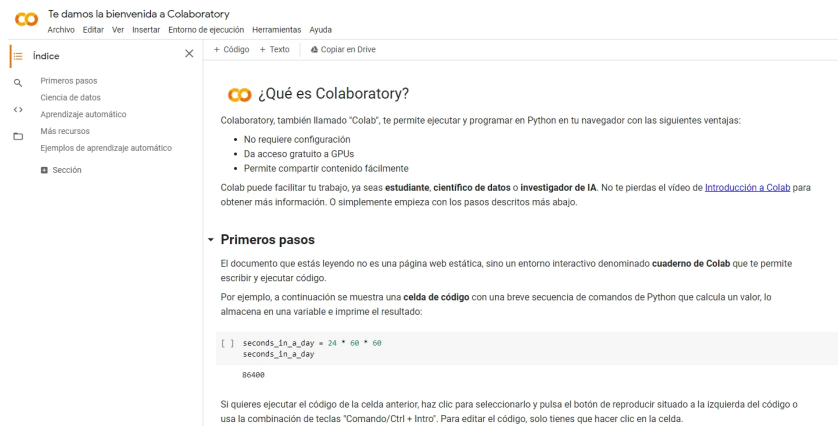 Te damos la bienvenida a Colaboratory
Archivo Editar Ver Insertar Entorno de ejecución Herramientas Ayuda
Índice
Primeros pasos
Ciencia de datos
Aprendizaje automático
Más recursos
Ejemplos de aprendizaje automático
Sección
+ Código + Texto Copiar en Drive
¿Qué es Colaboratory?
Colaboratory, también llamado "Colab", te permite ejecutar y programar en Python en tu navegador con las siguientes ventajas:
• No requiere configuración
• Da acceso gratuito a GPUs
• Permite compartir contenido fácilmente
Colab puede facilitar tu trabajo, ya seas estudiante, científico de datos o investigador de IA. No te pierdas el vídeo de Introducción a Colab para
obtener más información. O simplemente empieza con los pasos descritos más abajo.
Primeros pasos
El documento que estás leyendo no es una página web estática, sino un entorno interactivo denominado cuaderno de Colab que te permite
escribir y ejecutar código.
Por ejemplo, a continuación se muestra una celda de código con una breve secuencia de comandos de Python que calcula un valor, lo
almacena en una variable e imprime el resultado:
[ ] seconds_in_a_day = 24 * 60 * 60
seconds_in_a_day
86400
Si quieres ejecutar el código de la celda anterior, haz clic para seleccionarlo y pulsa el botón de reproducir situado a la izquierda del código o
usa la combinación de teclas "Comando/Ctrl + Intro". Para editar el código, solo tienes que hacer clic en la celda.